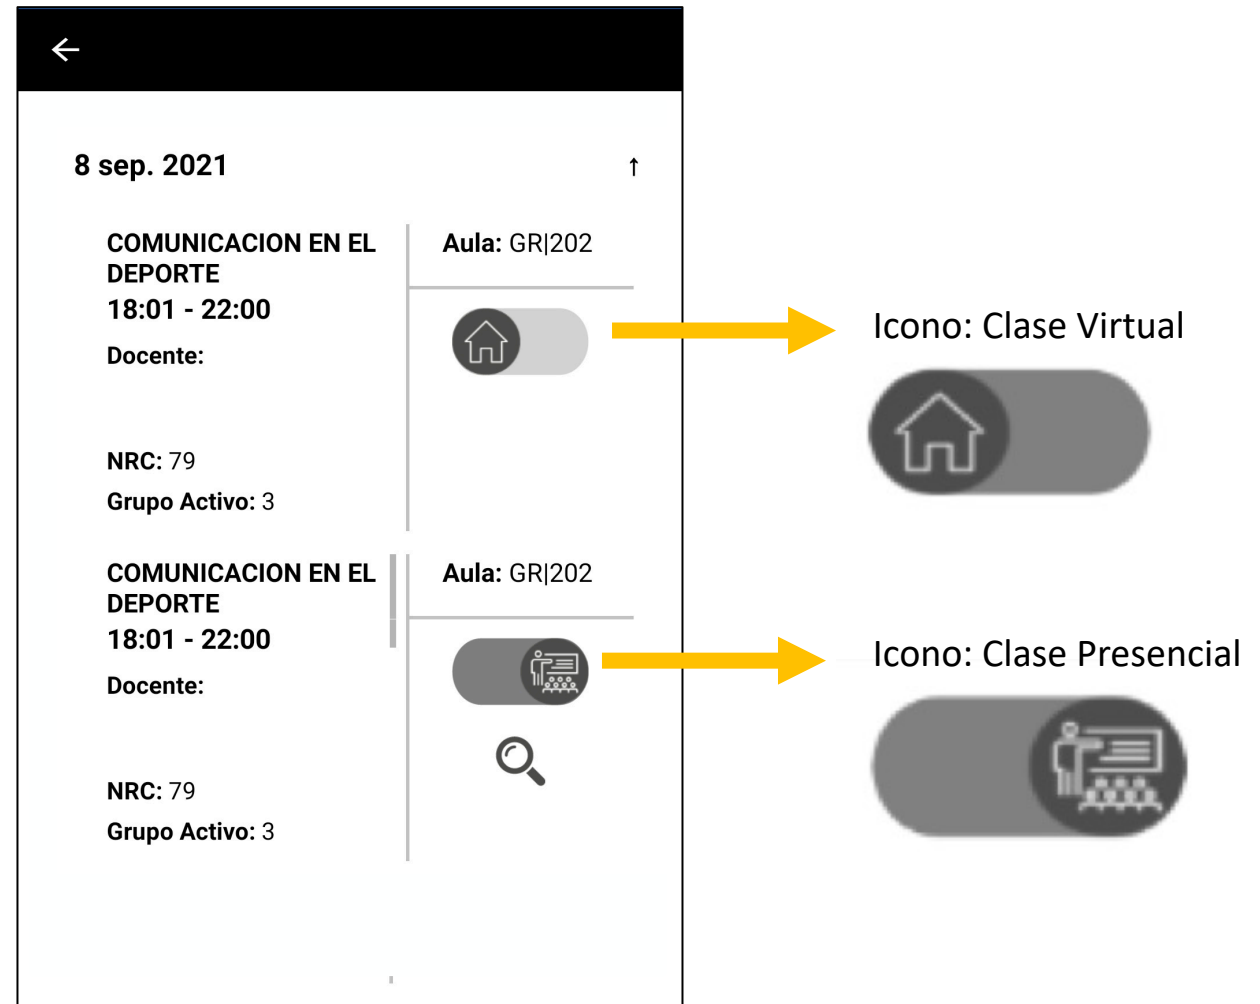 8 sep. 2021
↑
COMUNICACION EN EL
DEPORTE
18:01 - 22:00
Docente:
NRC: 79
Grupo Activo: 3
Aula: GR|202
Icono: Clase Virtual
COMUNICACION EN EL
DEPORTE
18:01 - 22:00
Docente:
NRC: 79
Grupo Activo: 3
Aula: GR|202
Icono: Clase Presencial